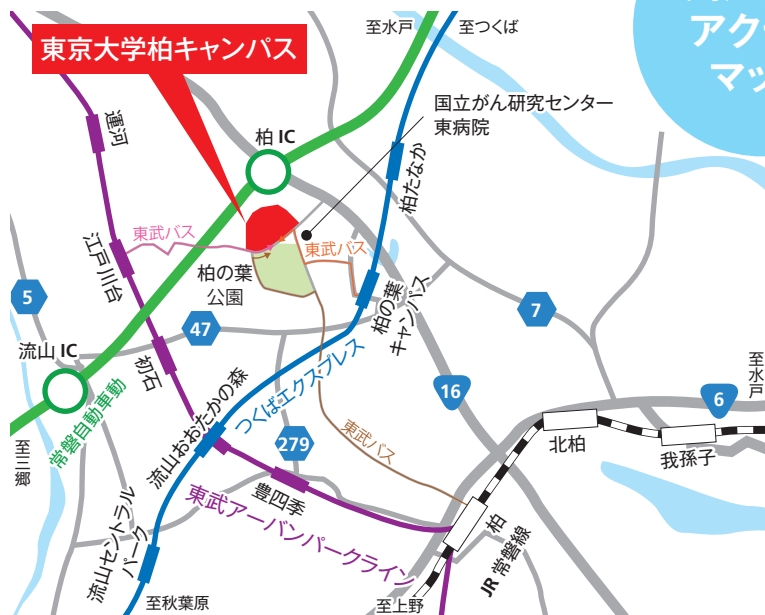 アク
マッ
東京大学柏キャンパス
至水戸
至つくば
国立がん研究センター
東病院
運河
柏 IC
柏たなか
東武バス
江戸川台
東武バス
柏の葉
公園
5
47
柏の葉
キャンパス
7
流山 IC
初石
つくばエクスプレス
16
至水戸
6
常磐自動車動
流山おおたかの森
279
東武バス
北柏
我孫子
至三郷
豊四季
東武アーバンパークライン
柏
JR 常磐線
流山セントラル
パーク
至秋葉原
至上野